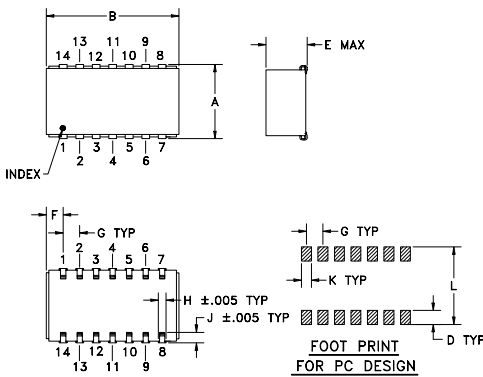 B
13 11 9
14 12 10 8
E MAX
A
1 3 5 7
2 4 6
INDEX
F
G TYP
2 4 6
1 3 5 7
H ±.005 TYP
J ±.005 TYP
14 12 10 8
13 11 9
G TYP
K TYP
L
D TYP
FOOT PRINT
FOR PC DESIGN